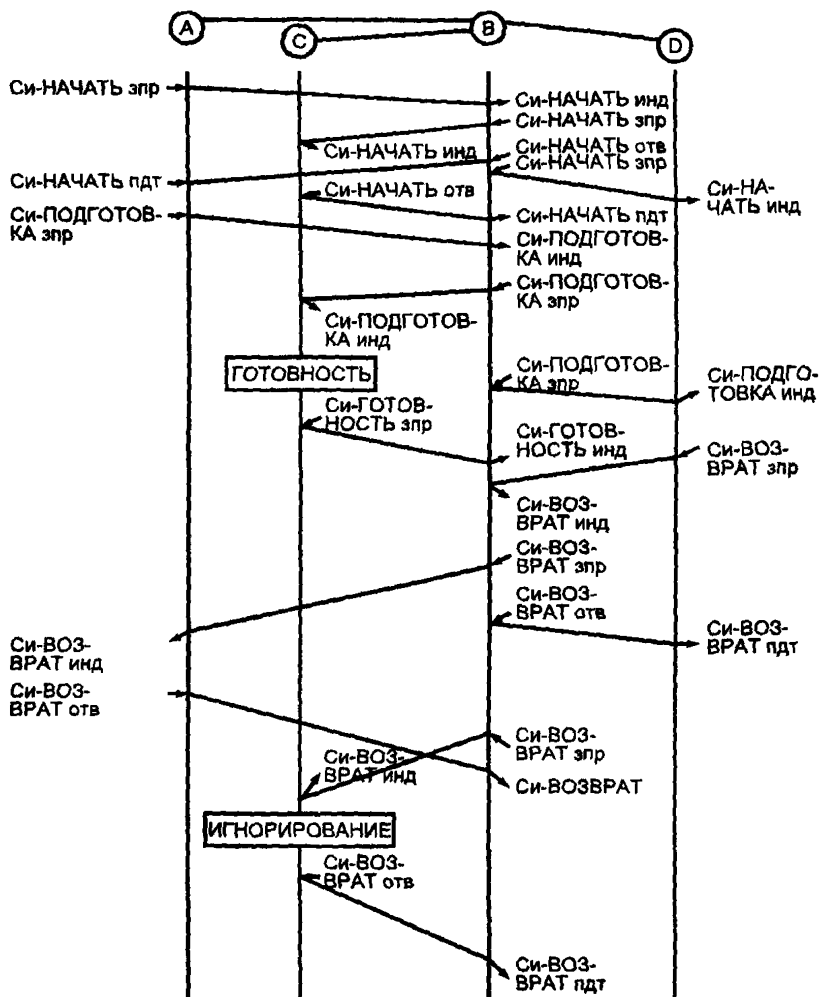 A
C
B
D
Си-НАЧАТЬ зпр
Си-НАЧАТЬ инд
Си-НАЧАТЬ зпр
Си-НАЧАТЬ инд
Си-НАЧАТЬ отв
Си-НАЧАТЬ зпр
Си-НАЧАТЬ пдт
Си-НАЧАТЬ отв
Си-НА-
ЧАТЬ инд
Си-ПОДГОТОВ-
КА зпр
Си-НАЧАТЬ пдт
Си-ПОДГОТОВ-
КА инд
Си-ПОДГОТОВ-
КА зпр
Си-ПОДГОТОВ-
КА инд
ГОТОВНОСТЬ
Си-ПОДГОТОВ-
КА зпр
Си-ПОДГО-
ТОВКА инд
Си-ГОТОВ-
НОСТЬ зпр
Си-ГОТОВ-
НОСТЬ инд
Си-ВОЗ-
ВРАТ зпр
Си-ВОЗ-
ВРАТ инд
Си-ВОЗ-
ВРАТ зпр
Си-ВОЗ-
ВРАТ отв
Си-ВОЗ-
ВРАТ пдт
Си-ВОЗ-
ВРАТ инд
Си-ВОЗ-
ВРАТ отв
Си-ВОЗ-
ВРАТ зпр
Си-ВОЗ-
ВРАТ инд
Си-ВОЗВРАТ
ИГНОРИРОВАНИЕ
Си-ВОЗ-
ВРАТ отв
Си-ВОЗ-
ВРАТ пдт